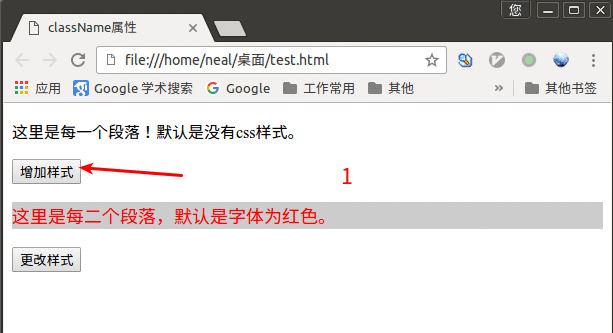 您
className属性
file:///home/neal/桌面/test.html
应用 Google 学术搜索 Google 工作常用 其他 » 其他书签
这里是每一个段落！默认是没有css样式。
增加样式
1
这里是每二个段落，默认是字体为红色。
更改样式